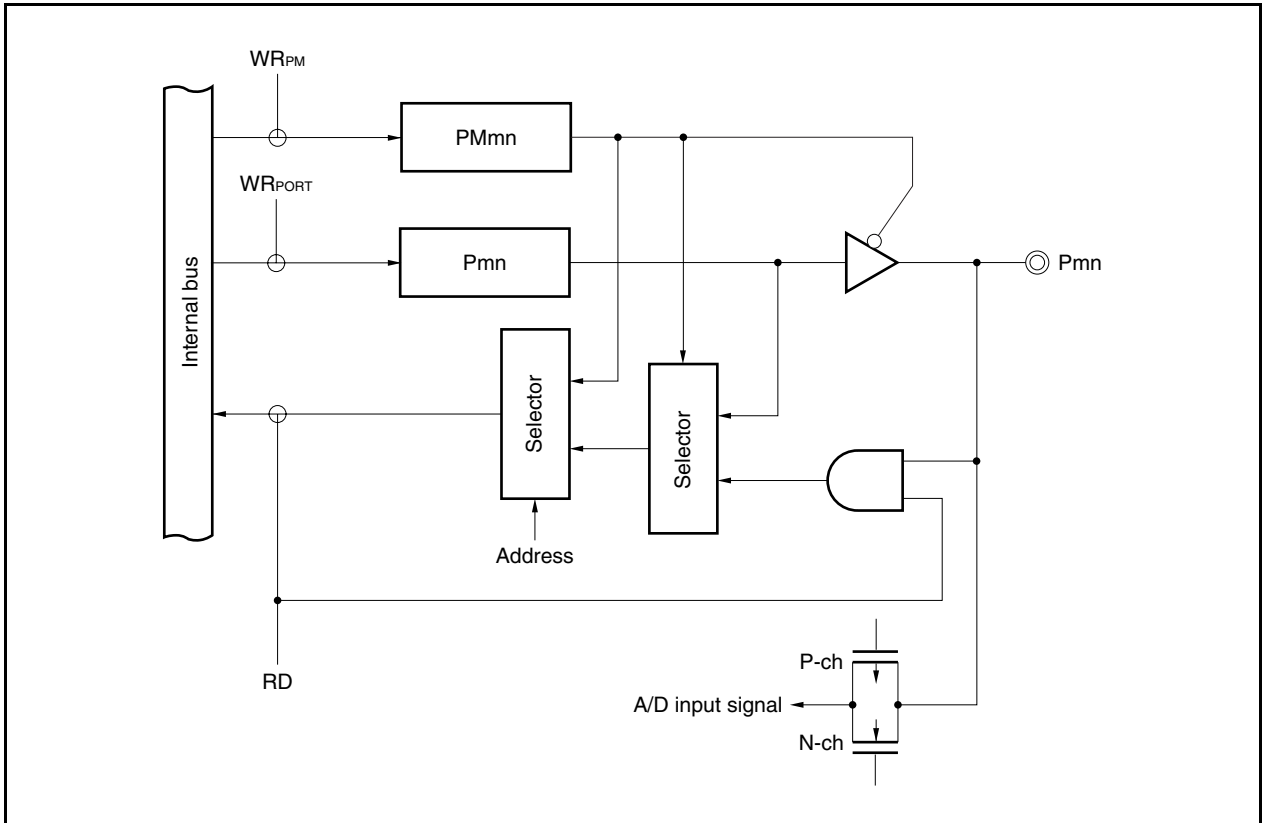 WRPM
PMmn
WRPORT
Pmn
Pmn
Internal bus
Selector
Selector
Address
RD
P-ch
A/D input signal
N-ch